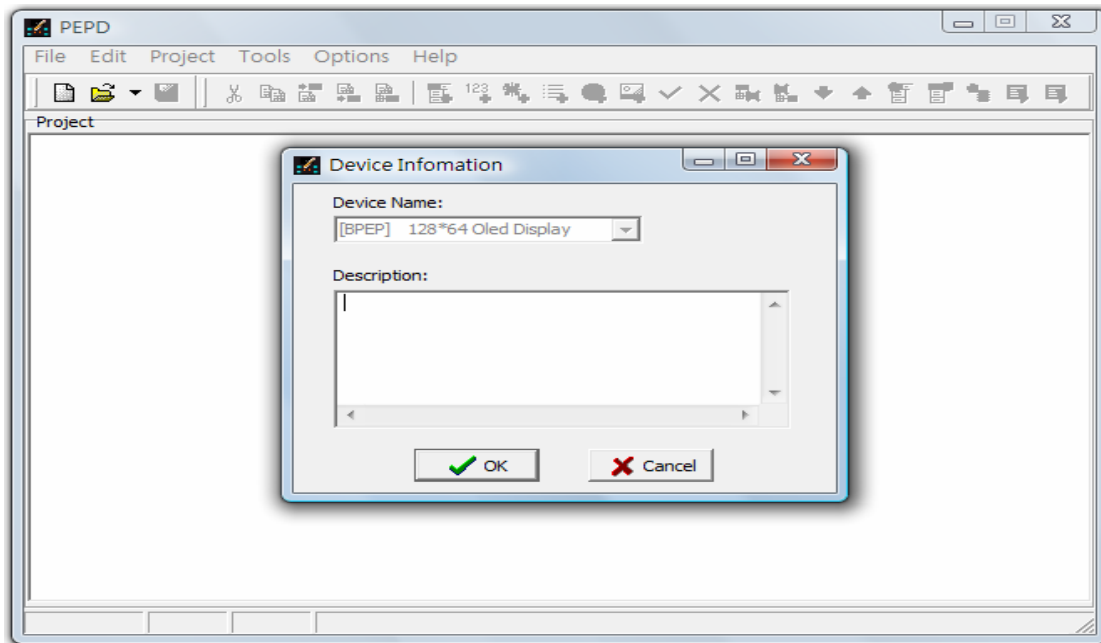 PEPD
File Edit Project Tools Options Help
123
Project
Device Infomation
Device Name:
[BPEP] 128*64 Oled Display
Description:
OK Cancel